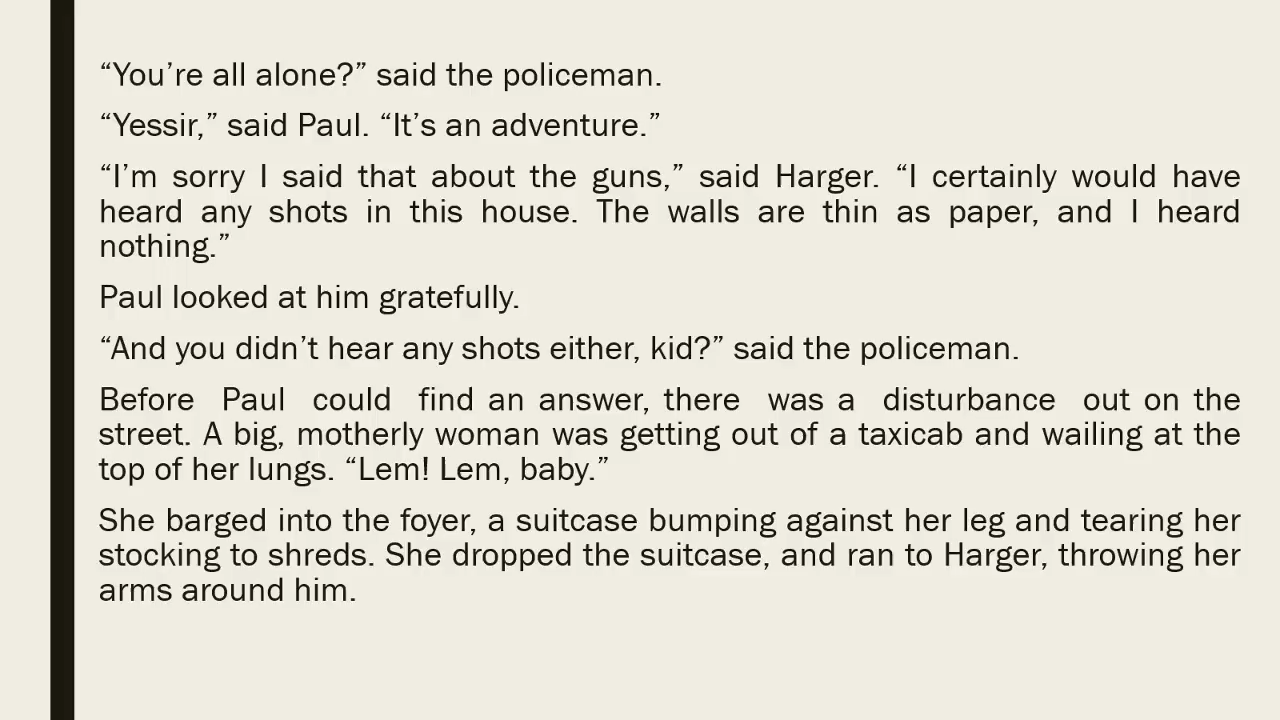 “You’re all alone?” said the policeman.
“Yessir,” said Paul. “It’s an adventure.”
“I’m sorry I said that about the guns,” said Harger. “I certainly would have
heard any shots in this house. The walls are thin as paper, and I heard
nothing.”
Paul looked at him gratefully.
“And you didn’t hear any shots either, kid?” said the policeman.
Before Paul could find an answer, there was a disturbance out on the
street. A big, motherly woman was getting out of a taxicab and wailing at the
top of her lungs. “Lem! Lem, baby.”
She barged into the foyer, a suitcase bumping against her leg and tearing her
stocking to shreds. She dropped the suitcase, and ran to Harger, throwing her
arms around him.